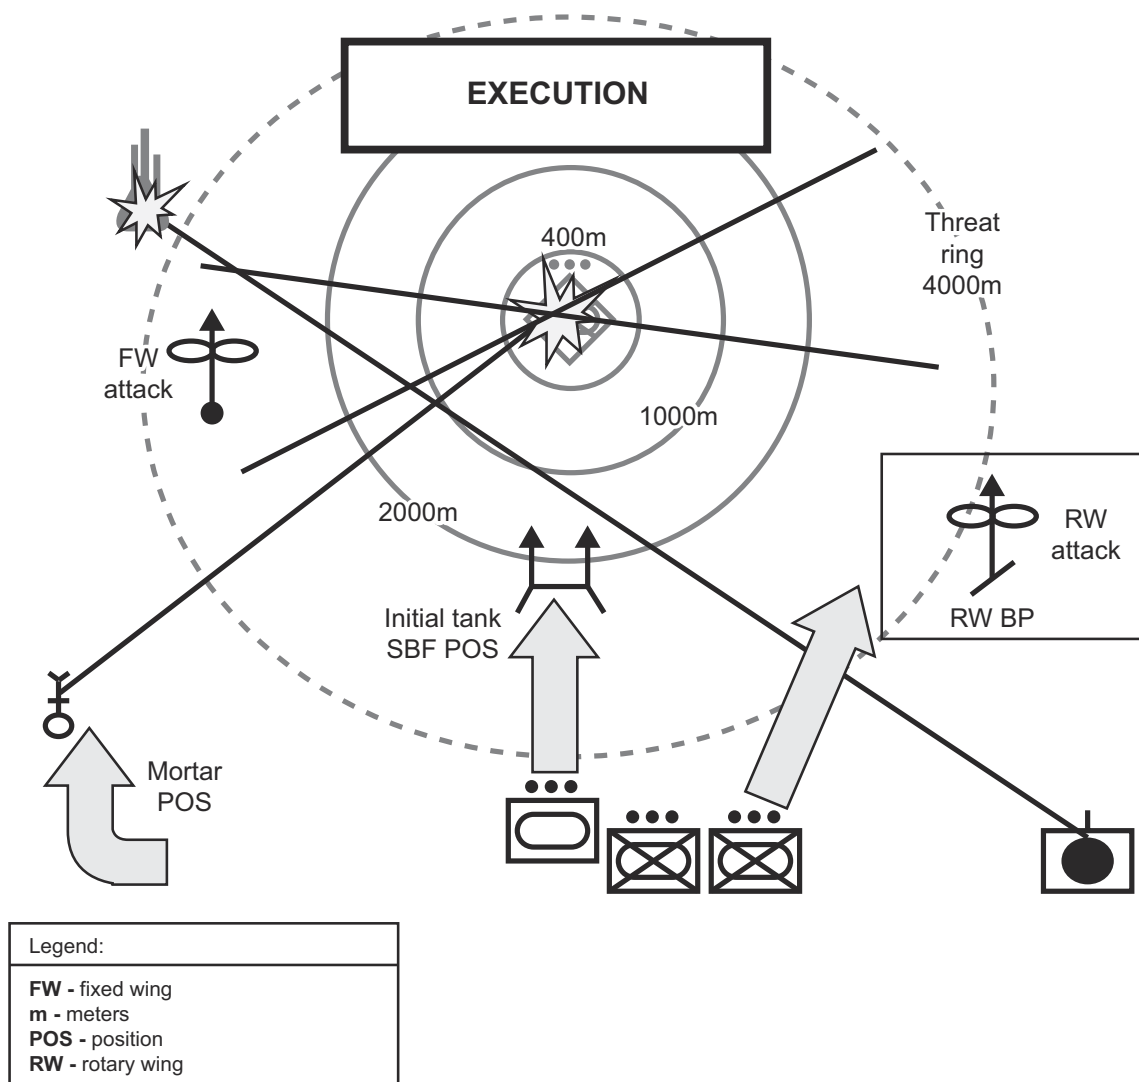 EXECUTION
400m
Threat
ring
4000m
FW
attack
1000m
2000m
RW
attack
RW BP
Initial tank
SBF POS
Mortar
POS
Legend:
FW - fixed wing
m - meters
POS - position
RW - rotary wing